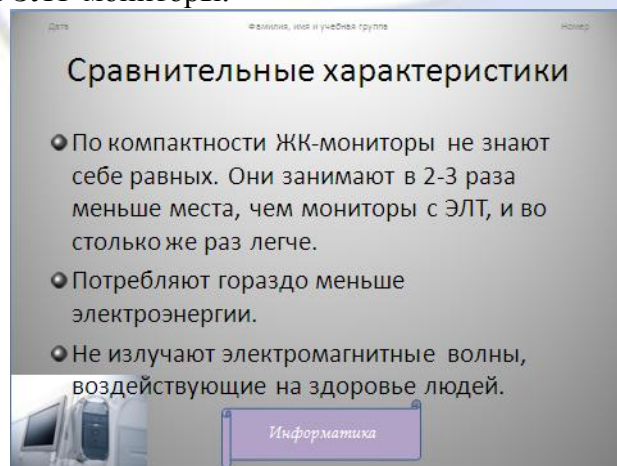 ЭЛТ мониторы.
Дата Фамилия, имя и учебная группа Номер
Сравнительные характеристики
По компактности ЖК-мониторы не знают
себе равных. Они занимают в 2-3 раза
меньше места, чем мониторы с ЭЛТ, и во
столько же раз легче.
Потребляют гораздо меньше
электроэнергии.
Не излучают электромагнитные волны,
воздействующие на здоровье людей.
Информатика